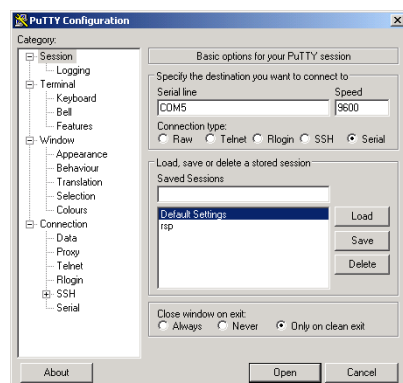 PuTTY Configuration
Category:
Session
Logging
Terminal
Keyboard
Bell
Features
Window
Appearance
Behaviour
Translation
Selection
Colours
Connection
Data
Proxy
Telnet
Rlogin
SSH
Serial
Basic options for your PuTTY session
Specify the destination you want to connect to
Serial line Speed
COM5 9600
Connection type:
Raw Telnet Rlogin SSH Serial
Load, save or delete a stored session
Saved Sessions
Default Settings
rsp
Load
Save
Delete
Close window on exit:
Always Never Only on clean exit
About Open Cancel